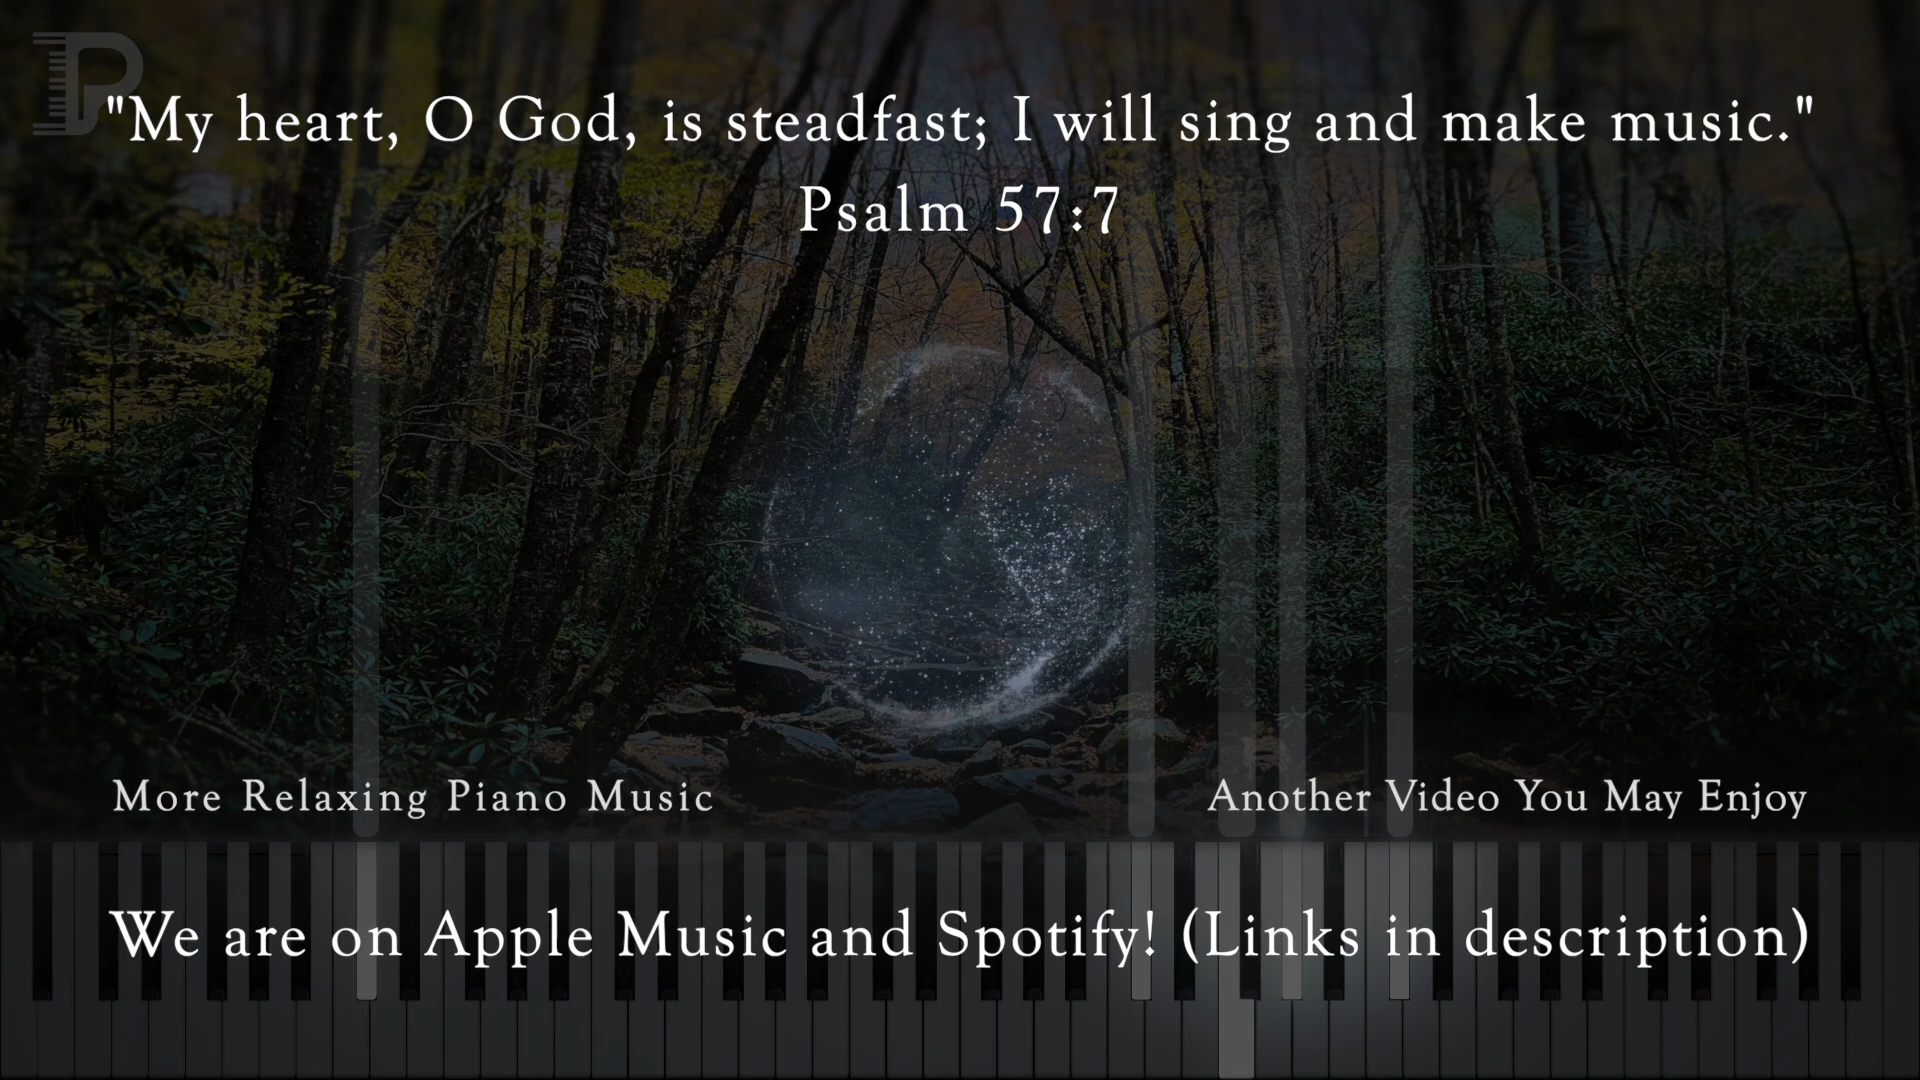 "My heart, O God, is steadfast; I will sing and make music."
Psalm 57:7
More Relaxing Piano Music
Another Video You May Enjoy
We are on Apple Music and Spotify! (Links in description)